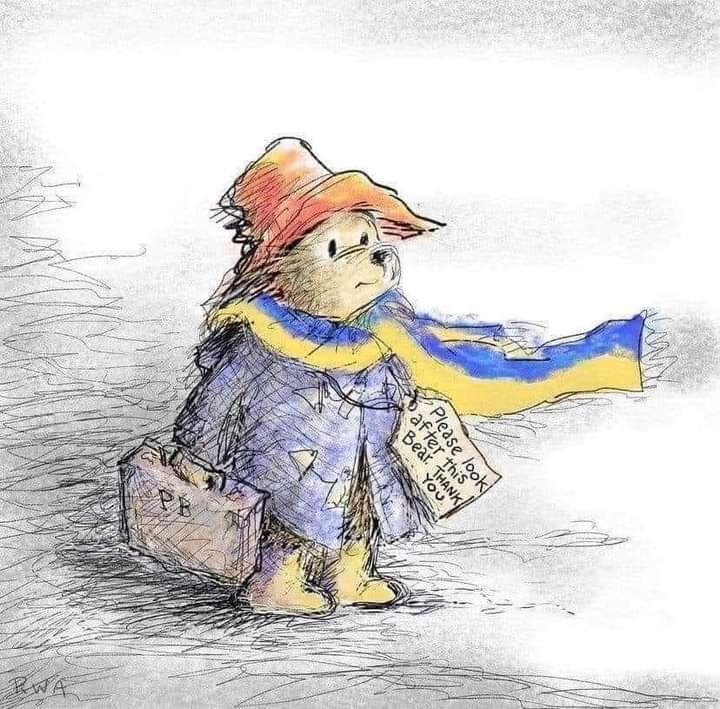 Please look
after this
Bear THANK
YOU
PB
RWA